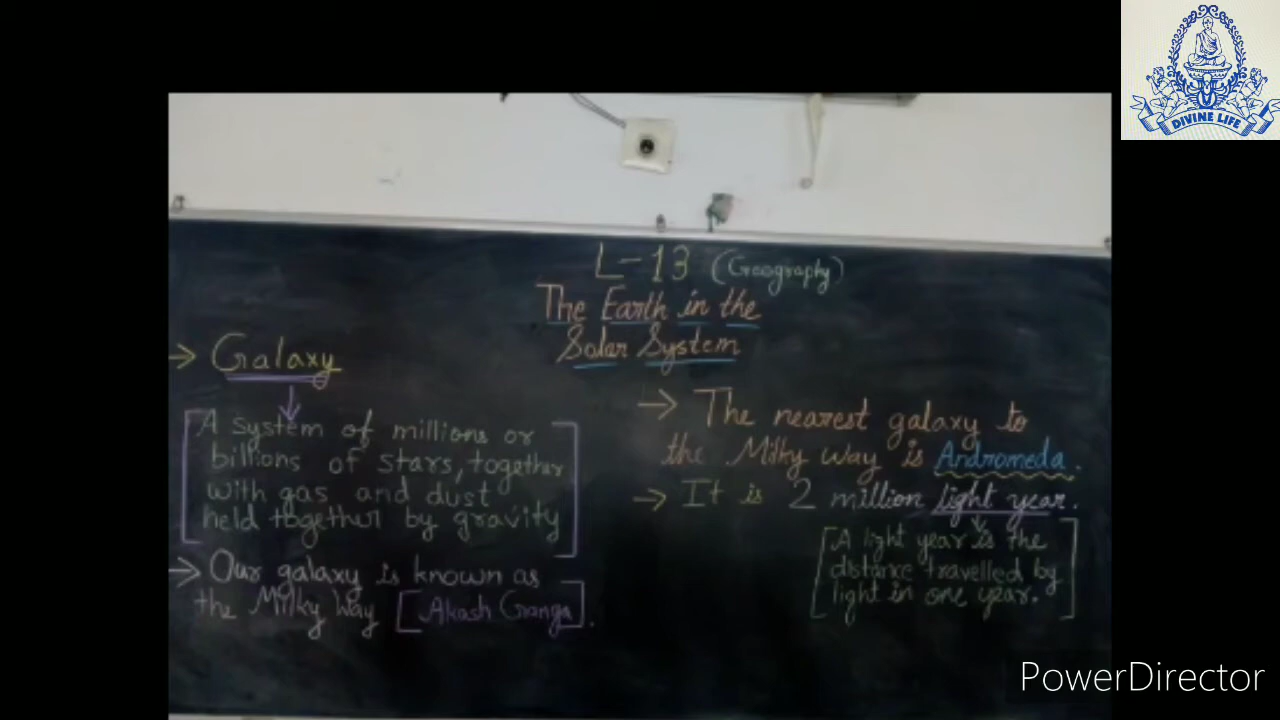 DIVINE LIFE
L-13 (Geography)
The Earth in the
Solar System
→ Galaxy
[A system of millions or
billions of stars, together
with gas and dust
held together by gravity]
→ Our galaxy is known as
the Milky Way [Akash Ganga].
→ The nearest galaxy to
the Milky Way is Andromeda.
→ It is 2 million light year.
[A light year is the
distance travelled by
light in one year.]
PowerDirector